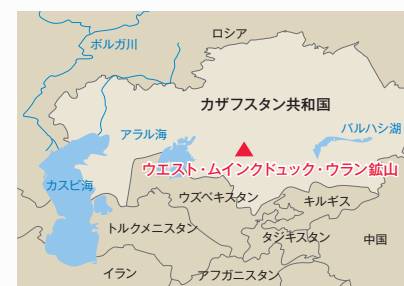 ロシア
ボルガ川
カザフスタン共和国
アラル海
バルハシ湖
ウエスト・ムインクドュック・ウラン鉱山
カスピ海
ウズベキスタン
キルギス
トルクメニスタン
タジキスタン
中国
イラン
アフガニスタン